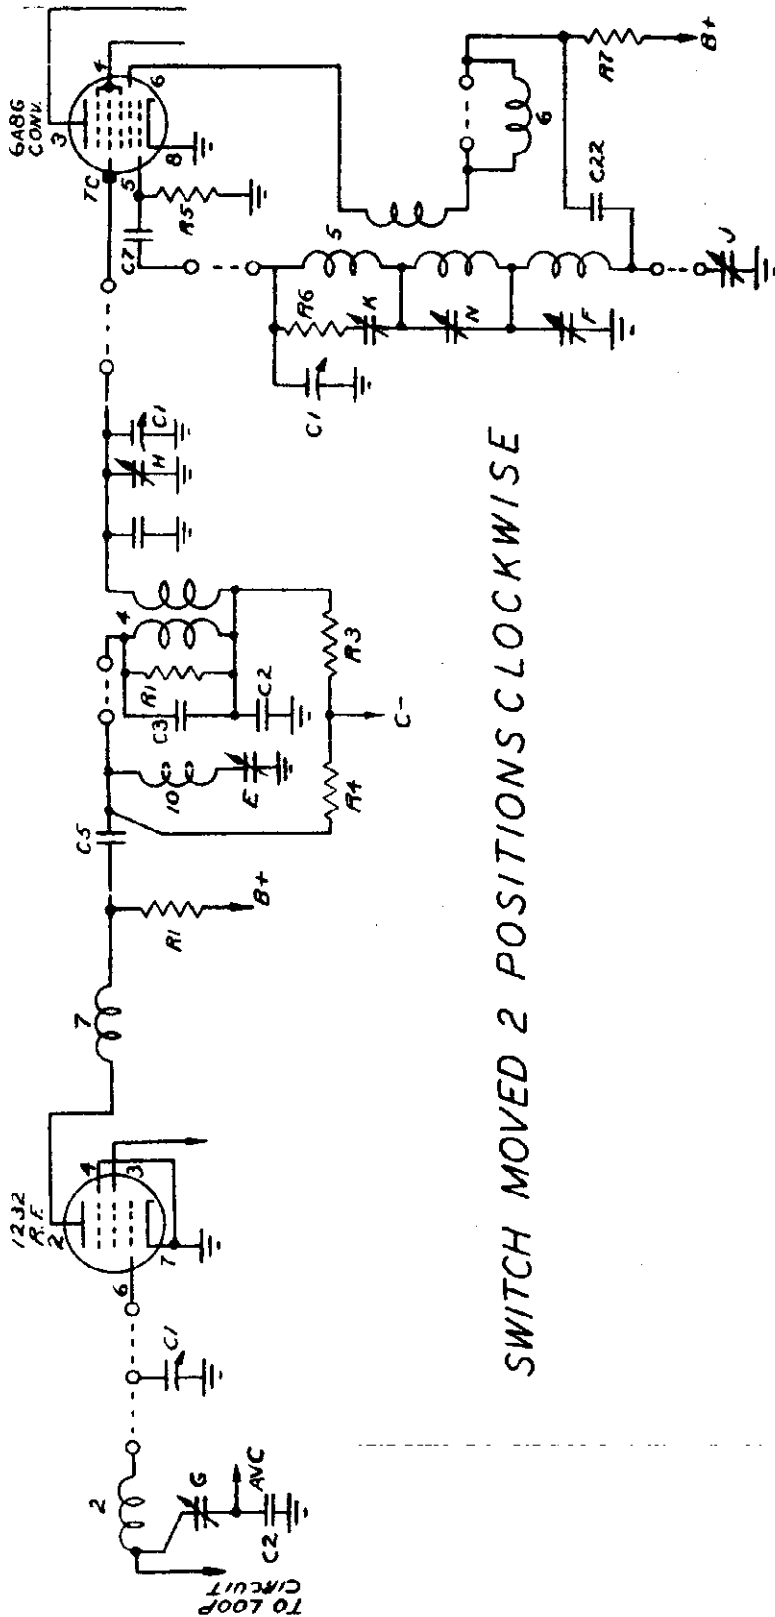 TO LOOP
CIRCUIT
2
G
AVC
C2
C1
1232
R.F.
2
4
3
6
7
7
R1
B+
C5
10
E
R4
C-
C3
R1
C2
4
R3
H
C1
6A8G
CONV.
3
4
TC
5
6
8
C7
R5
C1
R6
K
N
F
5
J
C22
6
R7
B+
SWITCH MOVED 2 POSITIONS CLOCKWISE